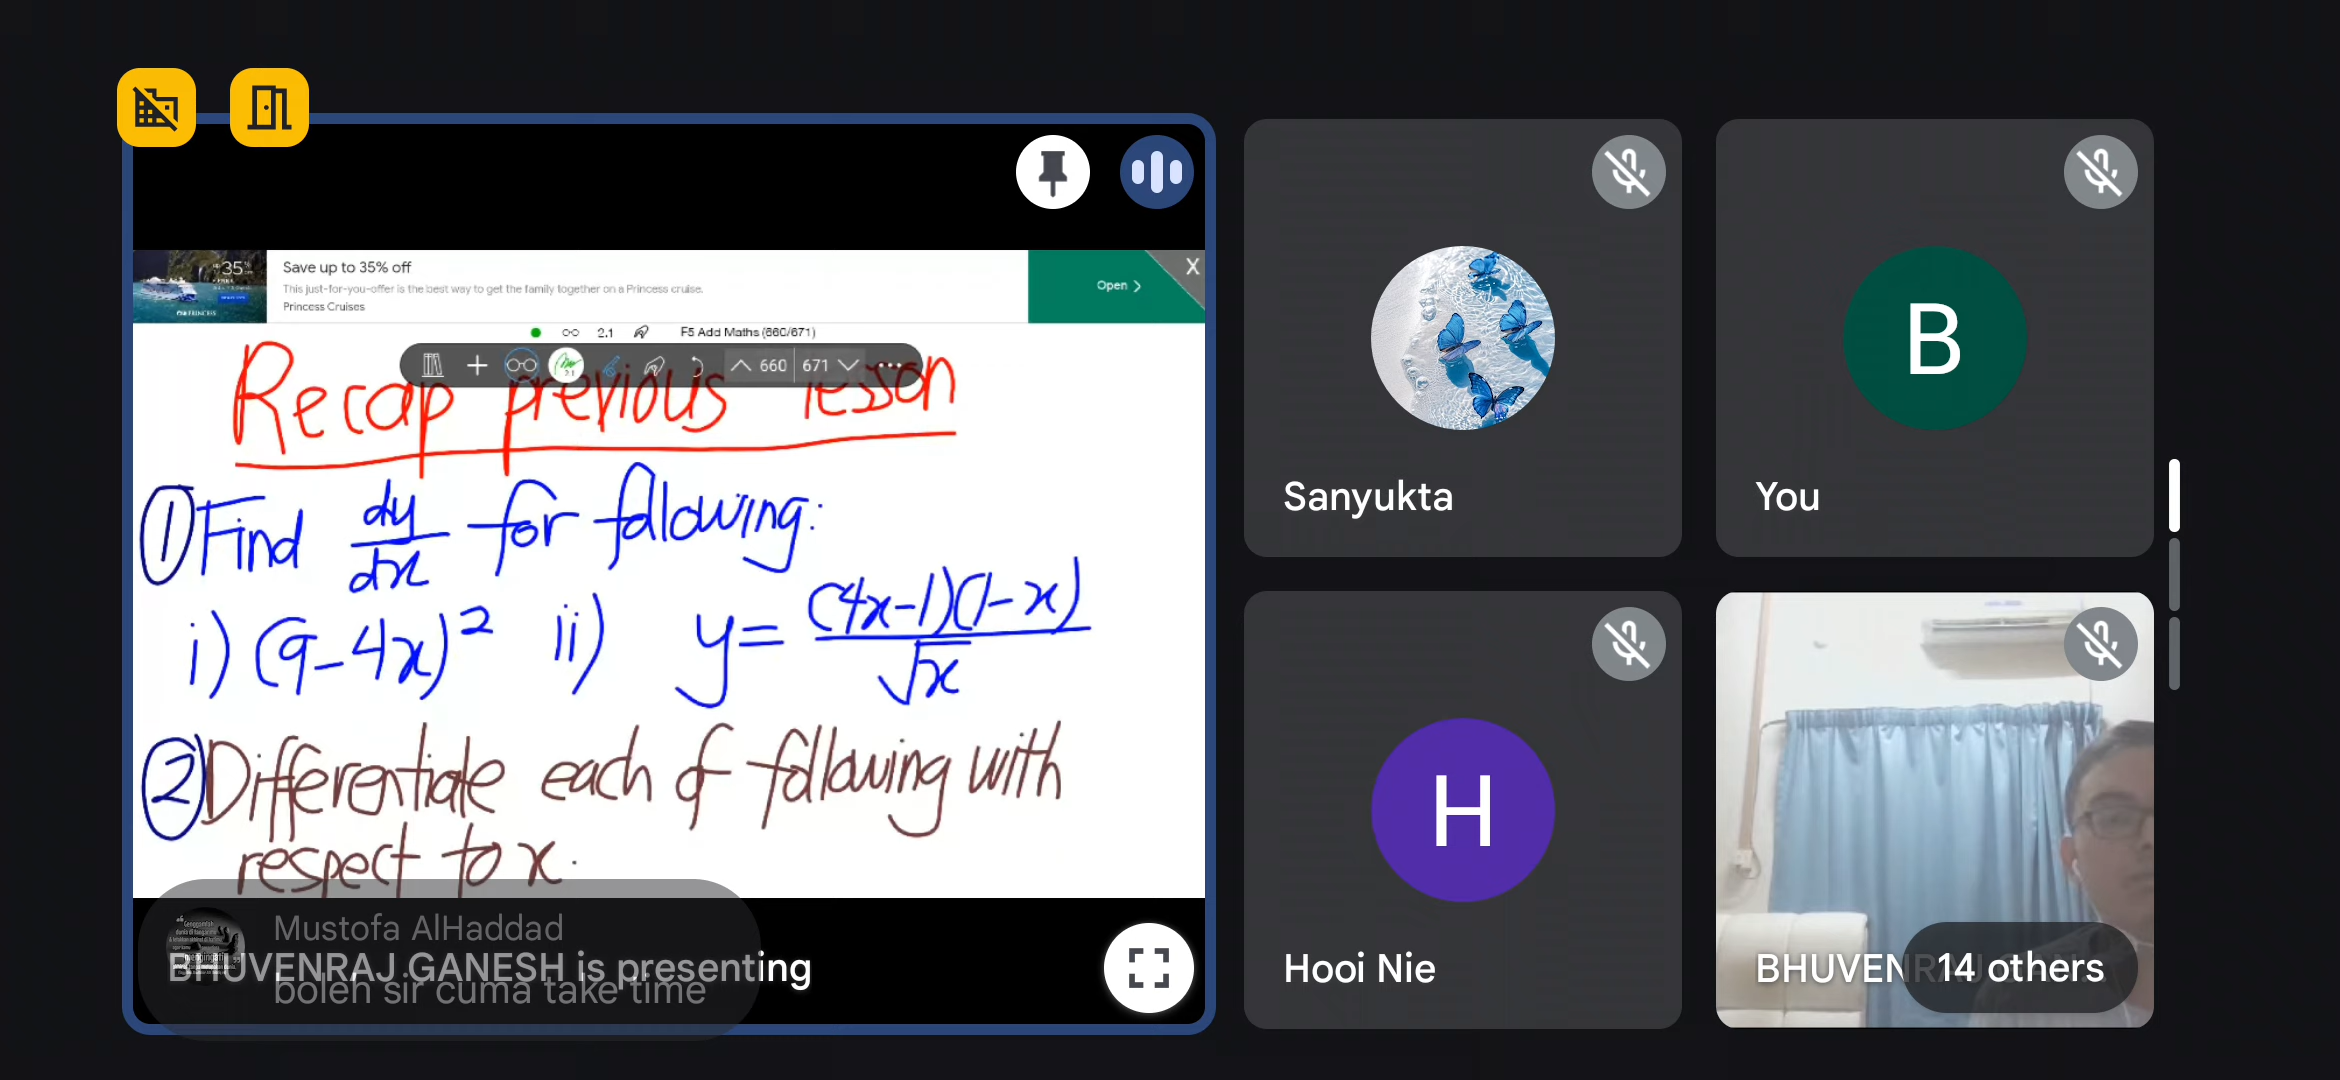 35%
PRINCESS
Save up to 35% off
This just-for-you-offer is the best way to get the family together on a Princess cruise.
Princess Cruises
Open >
X
2.1
F5 Add Maths (660/671)
660
671
Recap previous lesson
① Find dy/dx for following:
i) (9-4x)² ii) y = (4x-1)(1-x)/√x
② Differentiate each of following with
respect to x.
Mustofa AlHaddad
BHUVENRAJ GANESH is presenting
boleh sir cuma take time
Sanyukta
B
You
H
Hooi Nie
BHUVENRAJ
14 others